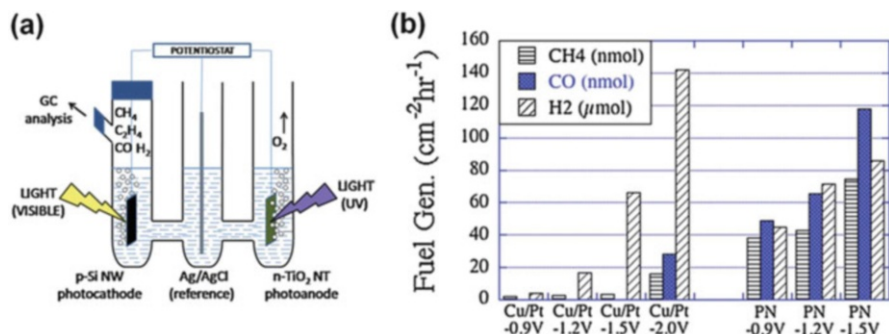 (a)
POTENTIOSTAT
GC
analysis
CH₄
C₂H₄
CO H₂
O₂
LIGHT
(VISIBLE)
LIGHT
(UV)
p-Si NW
photocathode
Ag/AgCl
(reference)
n-TiO₂ NT
photoanode
(b)
Fuel Gen. (cm⁻²hr⁻¹)
160
140
120
100
80
60
40
20
0
CH4 (nmol)
CO (nmol)
H2 (µmol)
Cu/Pt
-0.9V
Cu/Pt
-1.2V
Cu/Pt
-1.5V
Cu/Pt
-2.0V
PN
-0.9V
PN
-1.2V
PN
-1.5V